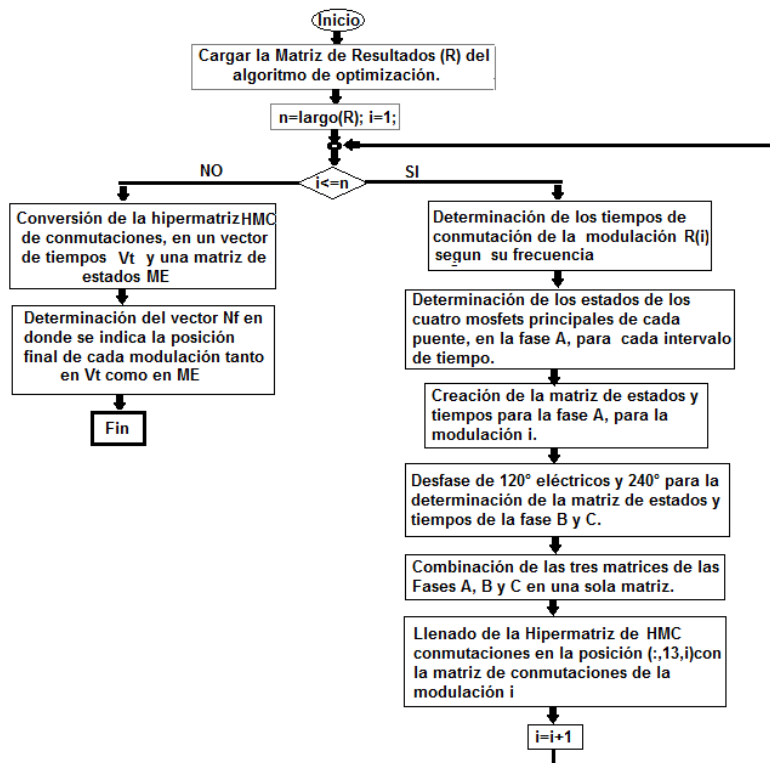 Inicio
Cargar la Matriz de Resultados (R) del
algoritmo de optimización.
n=largo(R); i=1;
i<=n
NO
SI
Conversión de la hipermatriz HMC
de conmutaciones, en un vector
de tiempos Vt y una matriz de
estados ME
Determinación del vector Nf en
donde se indica la posición
final de cada modulación tanto
en Vt como en ME
Fin
Determinación de los tiempos de
conmutación de la modulación R(i)
segun su frecuencia
Determinación de los estados de los
cuatro mosfets principales de cada
puente, en la fase A, para cada intervalo
de tiempo.
Creación de la matriz de estados y
tiempos para la fase A, para la
modulación i.
Desfase de 120° eléctricos y 240° para la
determinación de la matriz de estados y
tiempos de la fase B y C.
Combinación de las tres matrices de las
Fases A, B y C en una sola matriz.
Llenado de la Hipermatriz de HMC
conmutaciones en la posición (:,13,i)con
la matriz de conmutaciones de la
modulación i
i=i+1